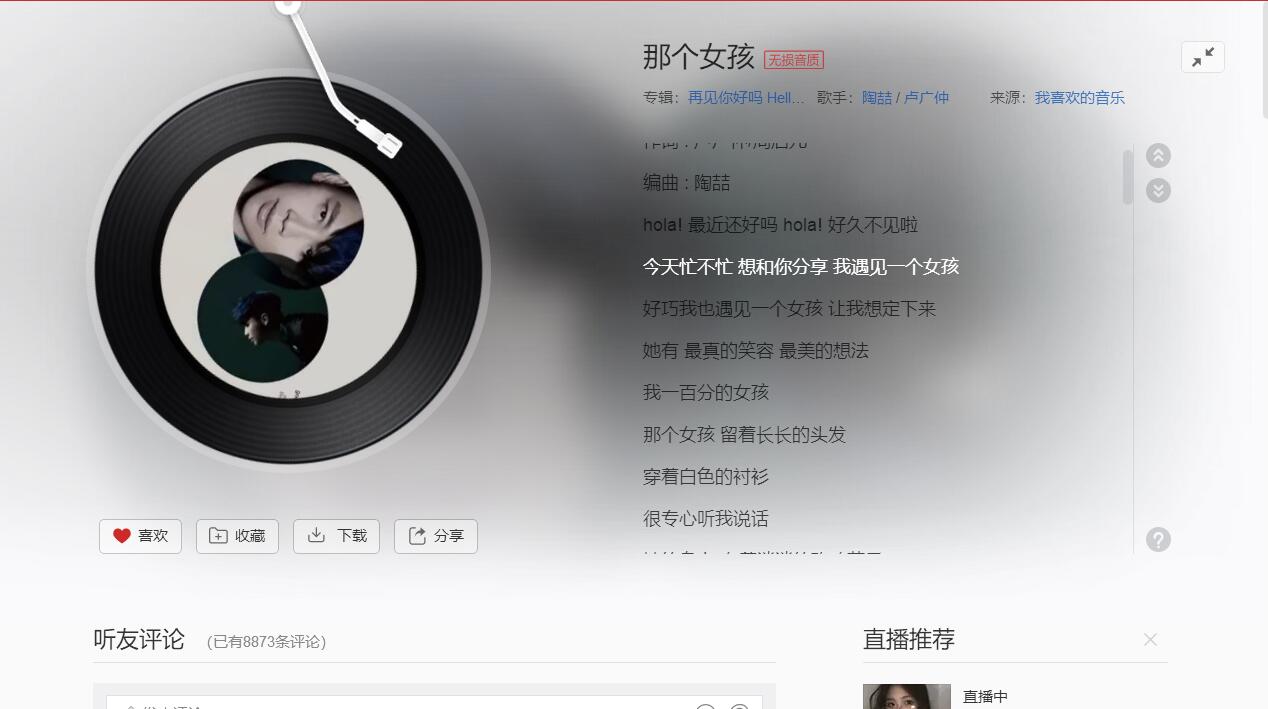 那个女孩 无损音质
专辑：再见你好吗 Hell... 歌手：陶喆 / 卢广仲 来源：我喜欢的音乐
编曲 : 陶喆
hola! 最近还好吗 hola! 好久不见啦
今天忙不忙 想和你分享 我遇见一个女孩
好巧我也遇见一个女孩 让我想定下来
她有 最真的笑容 最美的想法
我一百分的女孩
那个女孩 留着长长的头发
穿着白色的衬衫
很专心听我说话
喜欢 收藏 下载 分享
听友评论 (已有8873条评论)
直播推荐
直播中